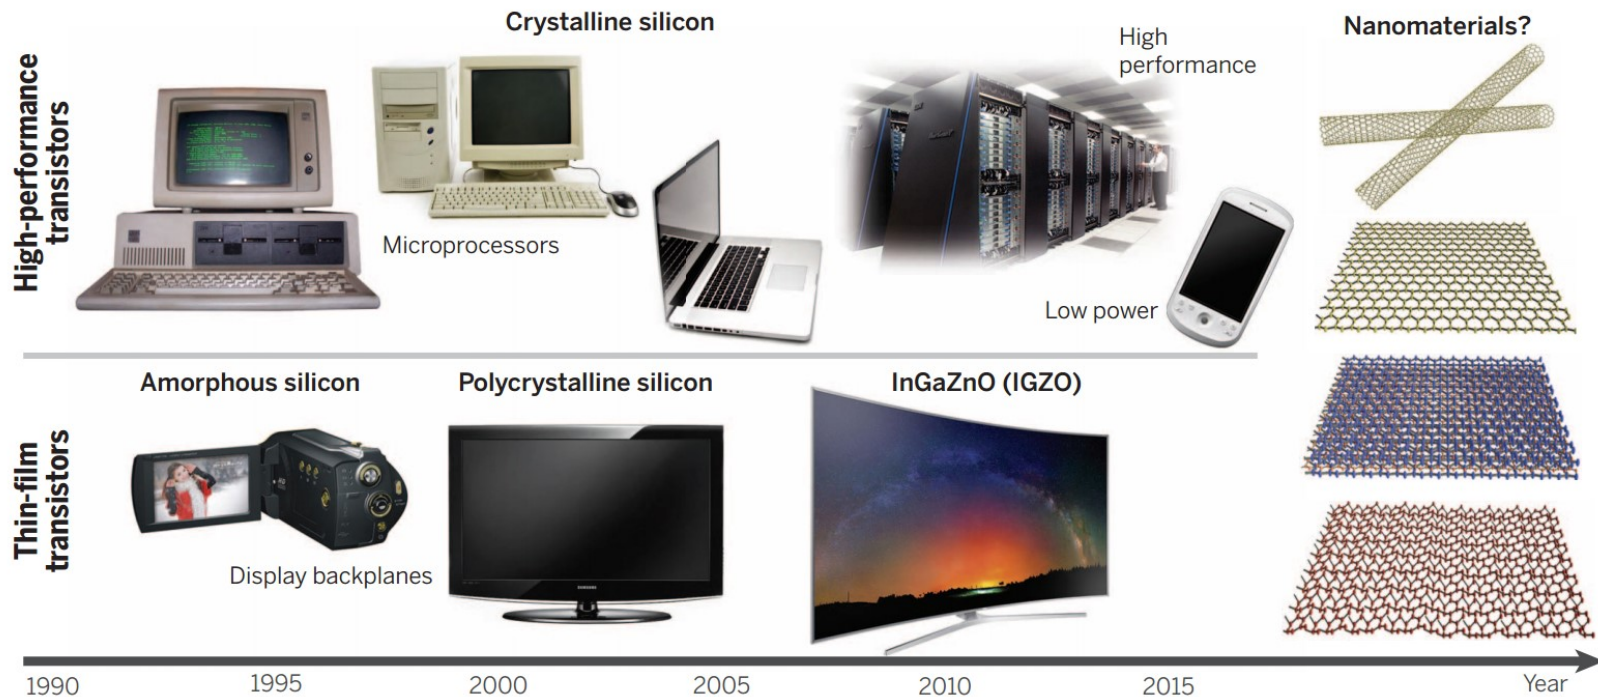 Crystalline silicon
Nanomaterials?
High-performance
transistors
High
performance
Microprocessors
Low power
Amorphous silicon
Polycrystalline silicon
InGaZnO (IGZO)
Thin-film
transistors
Display backplanes
SAMSUNG
1990
1995
2000
2005
2010
2015
Year